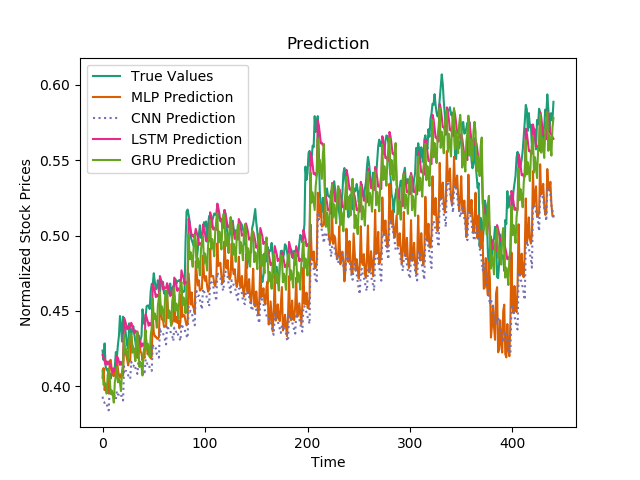 Prediction
True Values
MLP Prediction
CNN Prediction
LSTM Prediction
GRU Prediction
Normalized Stock Prices
0.60
0.55
0.50
0.45
0.40
0 100 200 300 400
Time